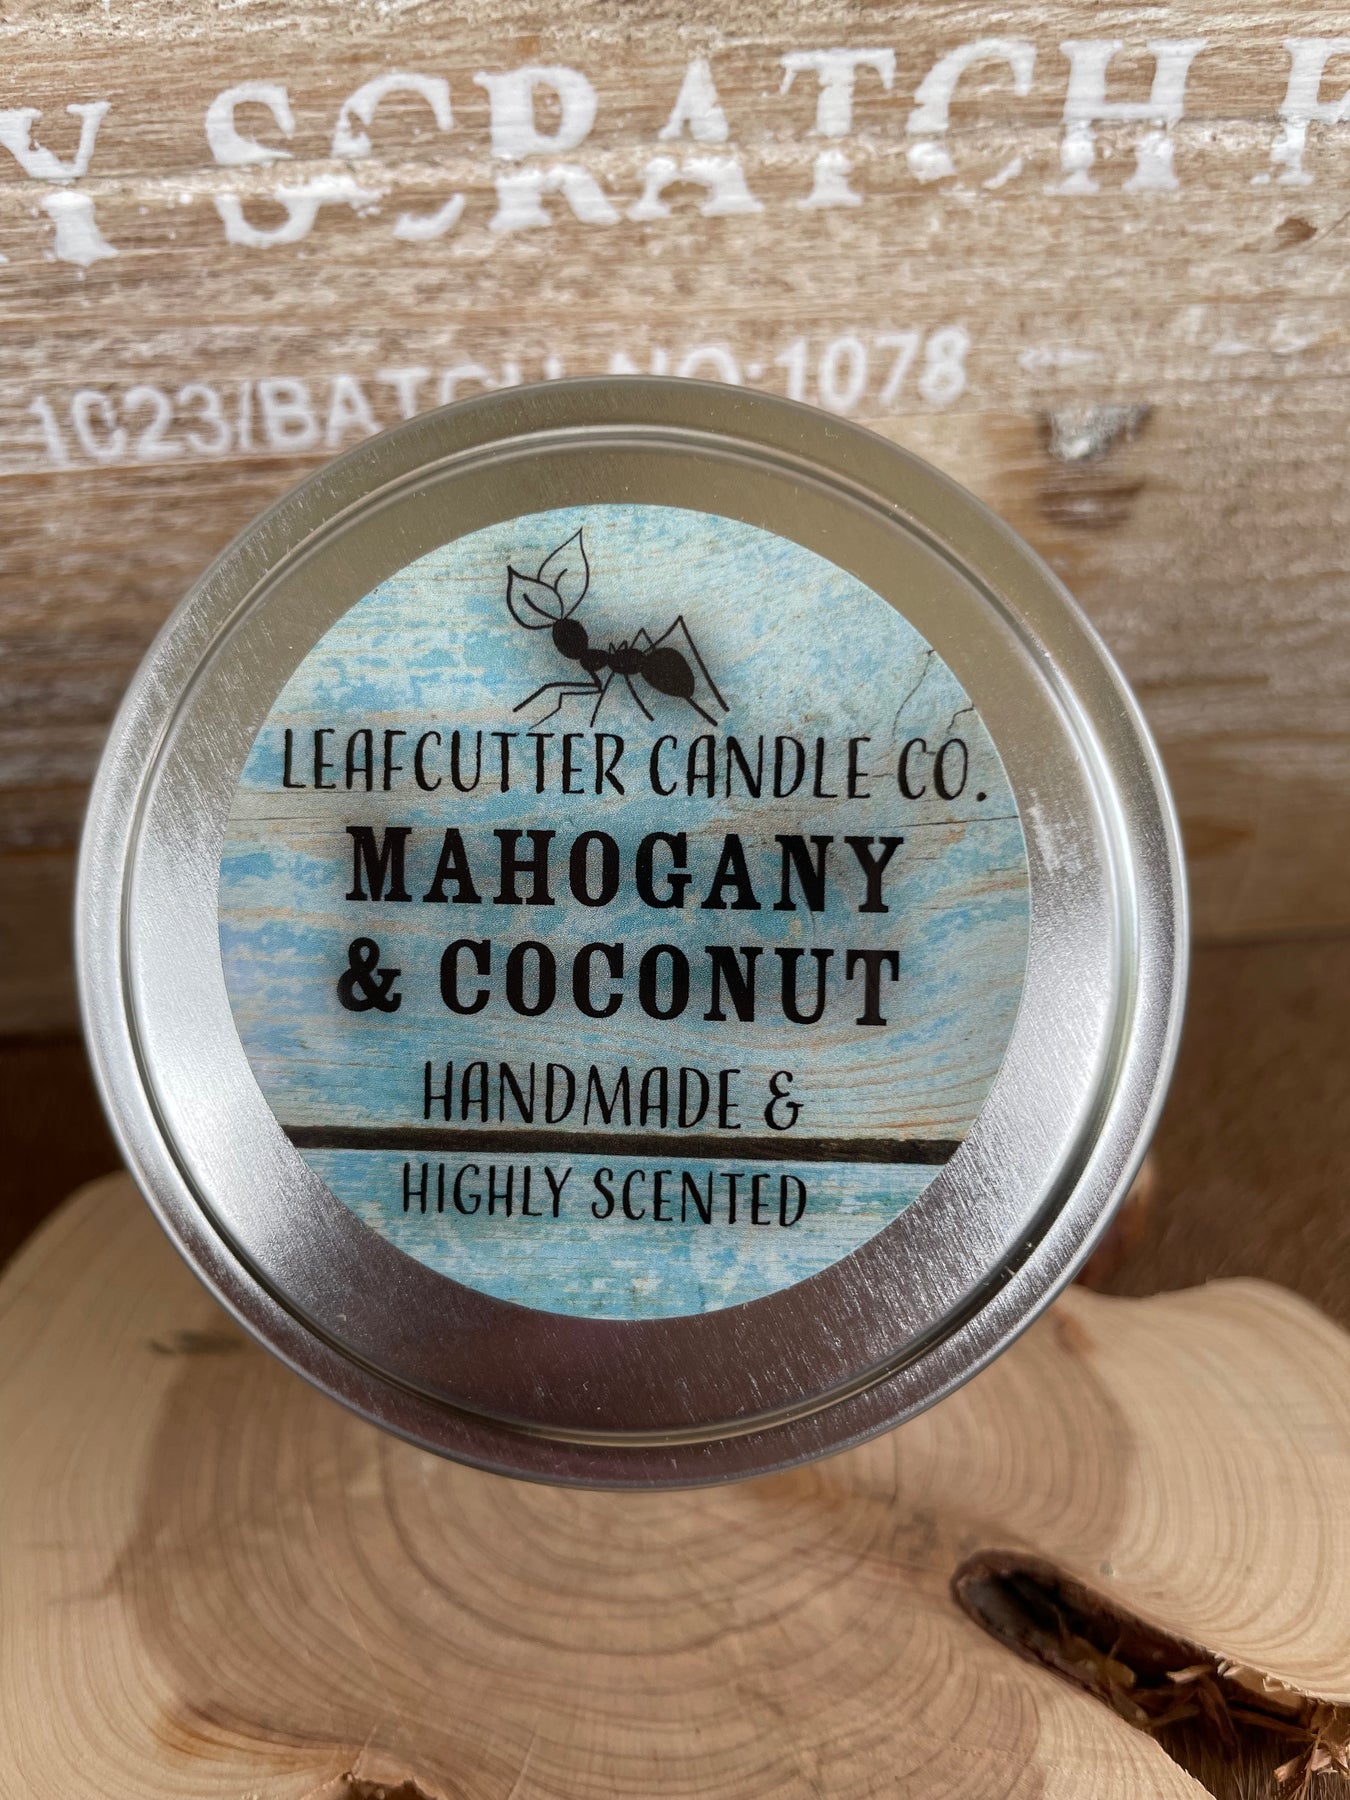 SCRATCH
1023/BATCH NO:1078
LEAFCUTTER CANDLE CO.
MAHOGANY
& COCONUT
HANDMADE &
HIGHLY SCENTED